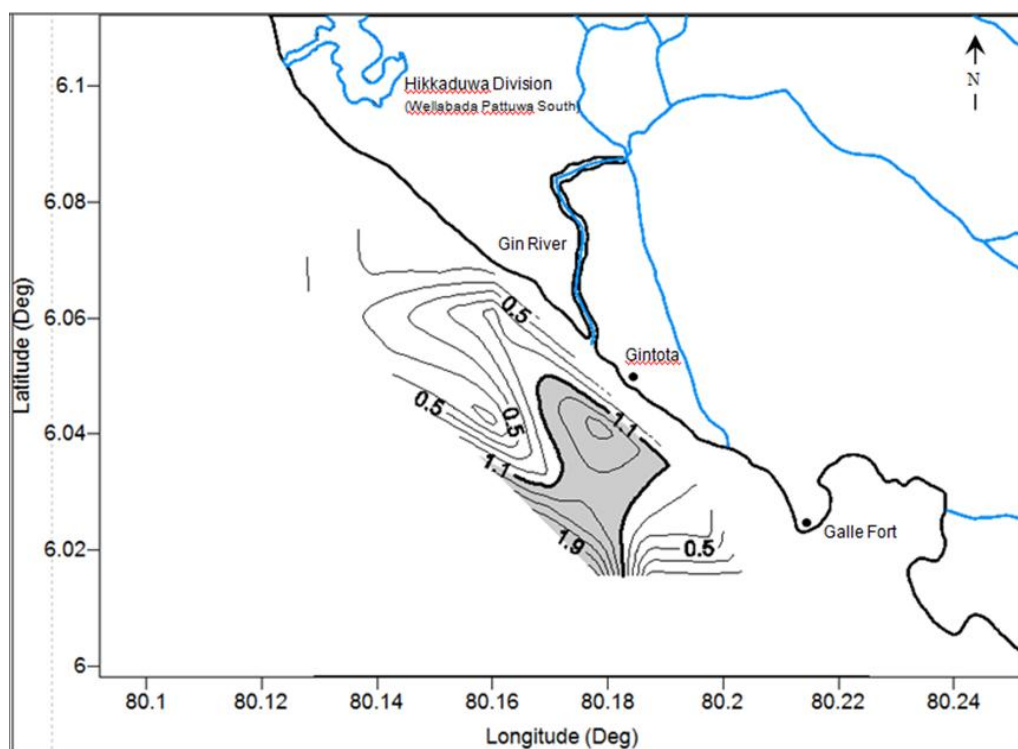 N
Hikkaduwa Division
(Wellabada Pattuwa South)
Gin River
Gintota
Galle Fort
0.5
0.5
0.5
1.1
1.1
1.9
0.5
Latitude (Deg)
6.1
6.08
6.06
6.04
6.02
6
80.1
80.12
80.14
80.16
80.18
80.2
80.22
80.24
Longitude (Deg)